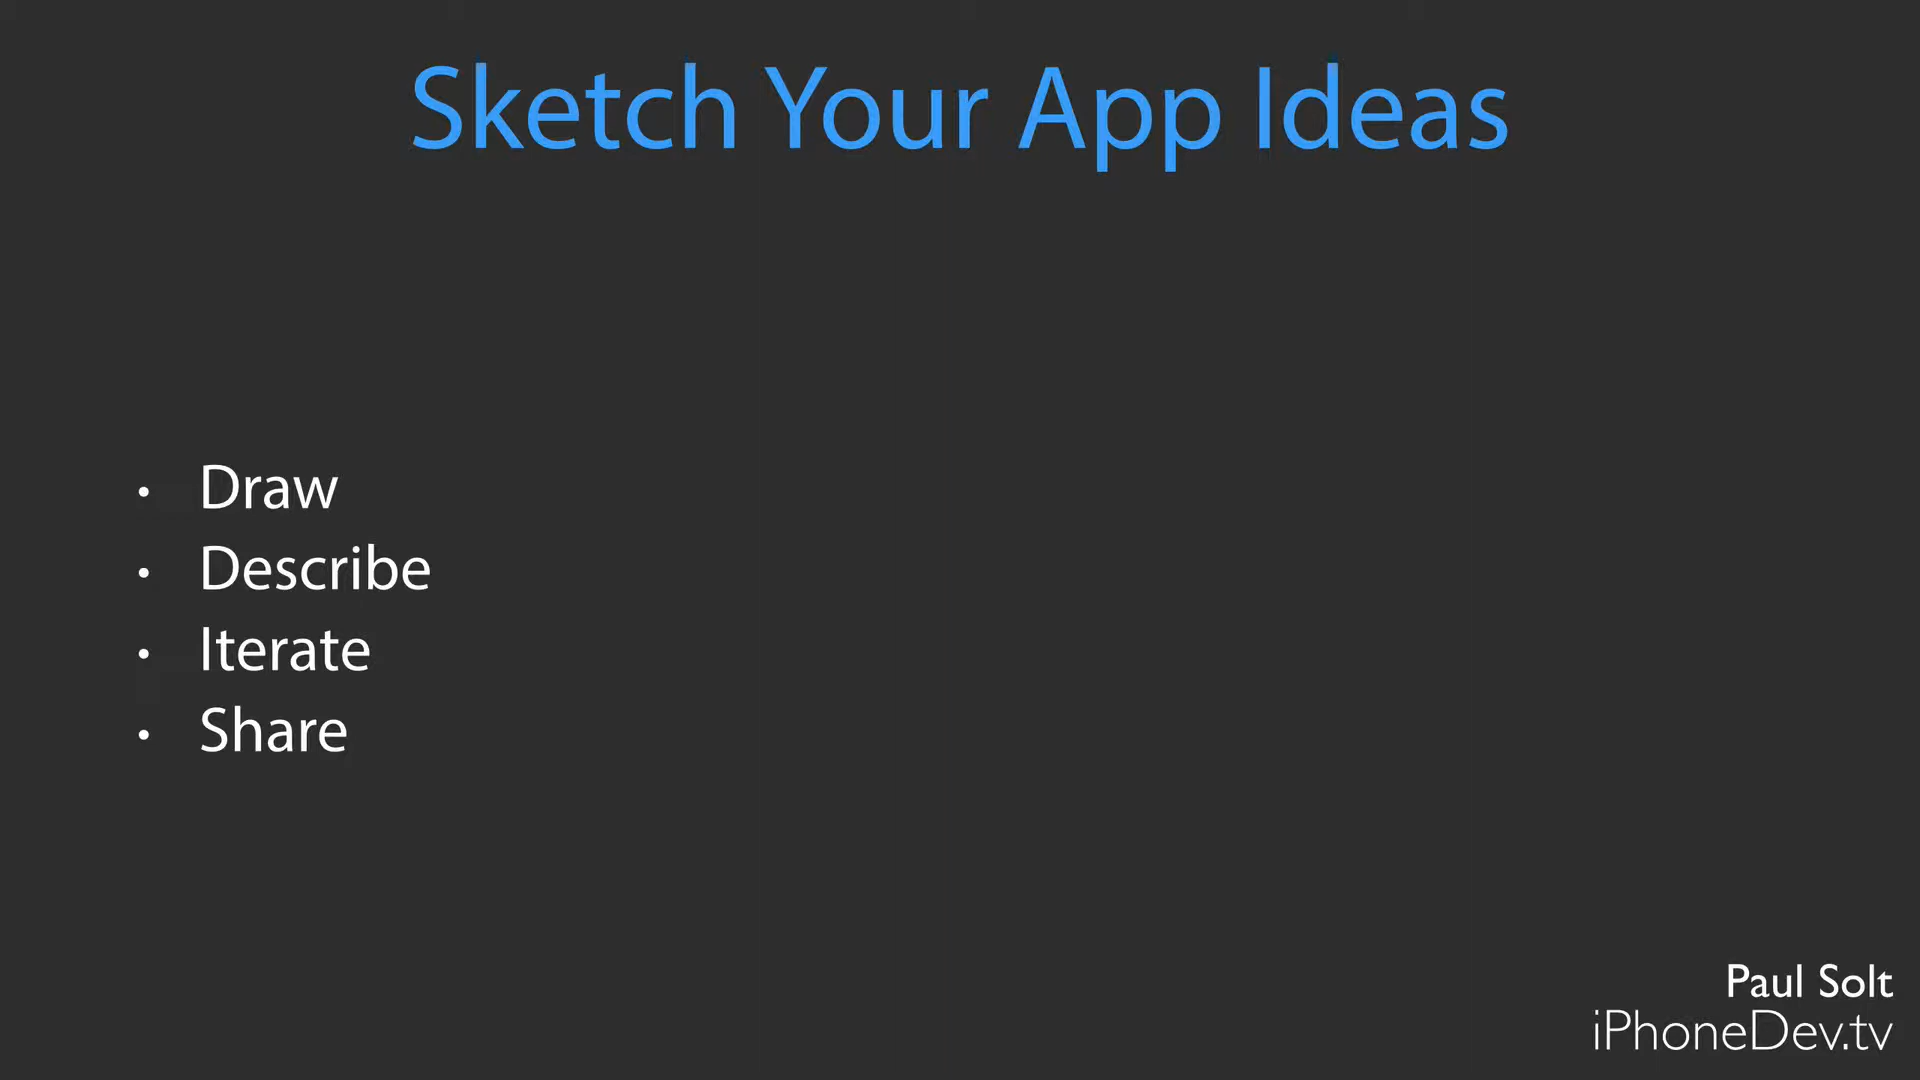 Sketch Your App Ideas
• Draw
• Describe
• Iterate
• Share
Paul Solt
iPhoneDev.tv